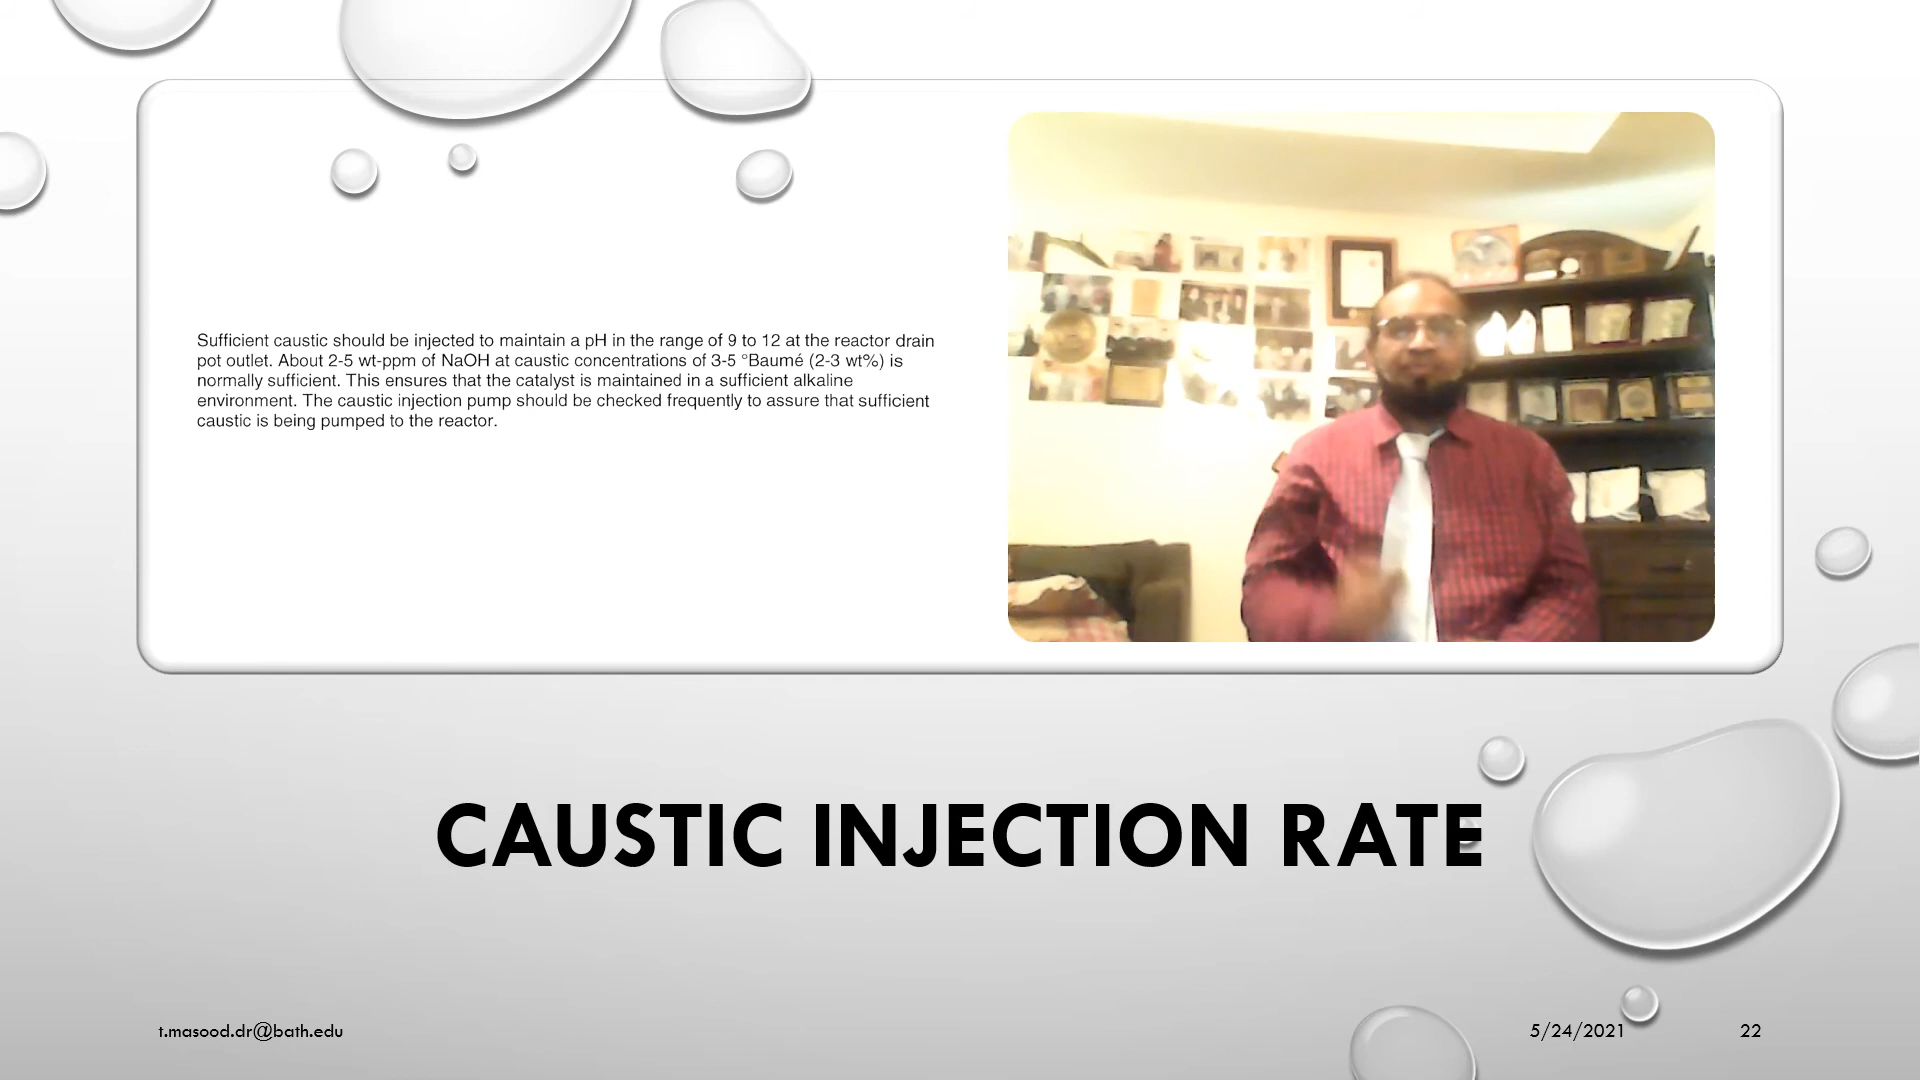 Sufficient caustic should be injected to maintain a pH in the range of 9 to 12 at the reactor drain
pot outlet. About 2-5 wt-ppm of NaOH at caustic concentrations of 3-5 °Baumé (2-3 wt%) is
normally sufficient. This ensures that the catalyst is maintained in a sufficient alkaline
environment. The caustic injection pump should be checked frequently to assure that sufficient
caustic is being pumped to the reactor.
CAUSTIC INJECTION RATE
t.masood.dr@bath.edu
5/24/2021
22